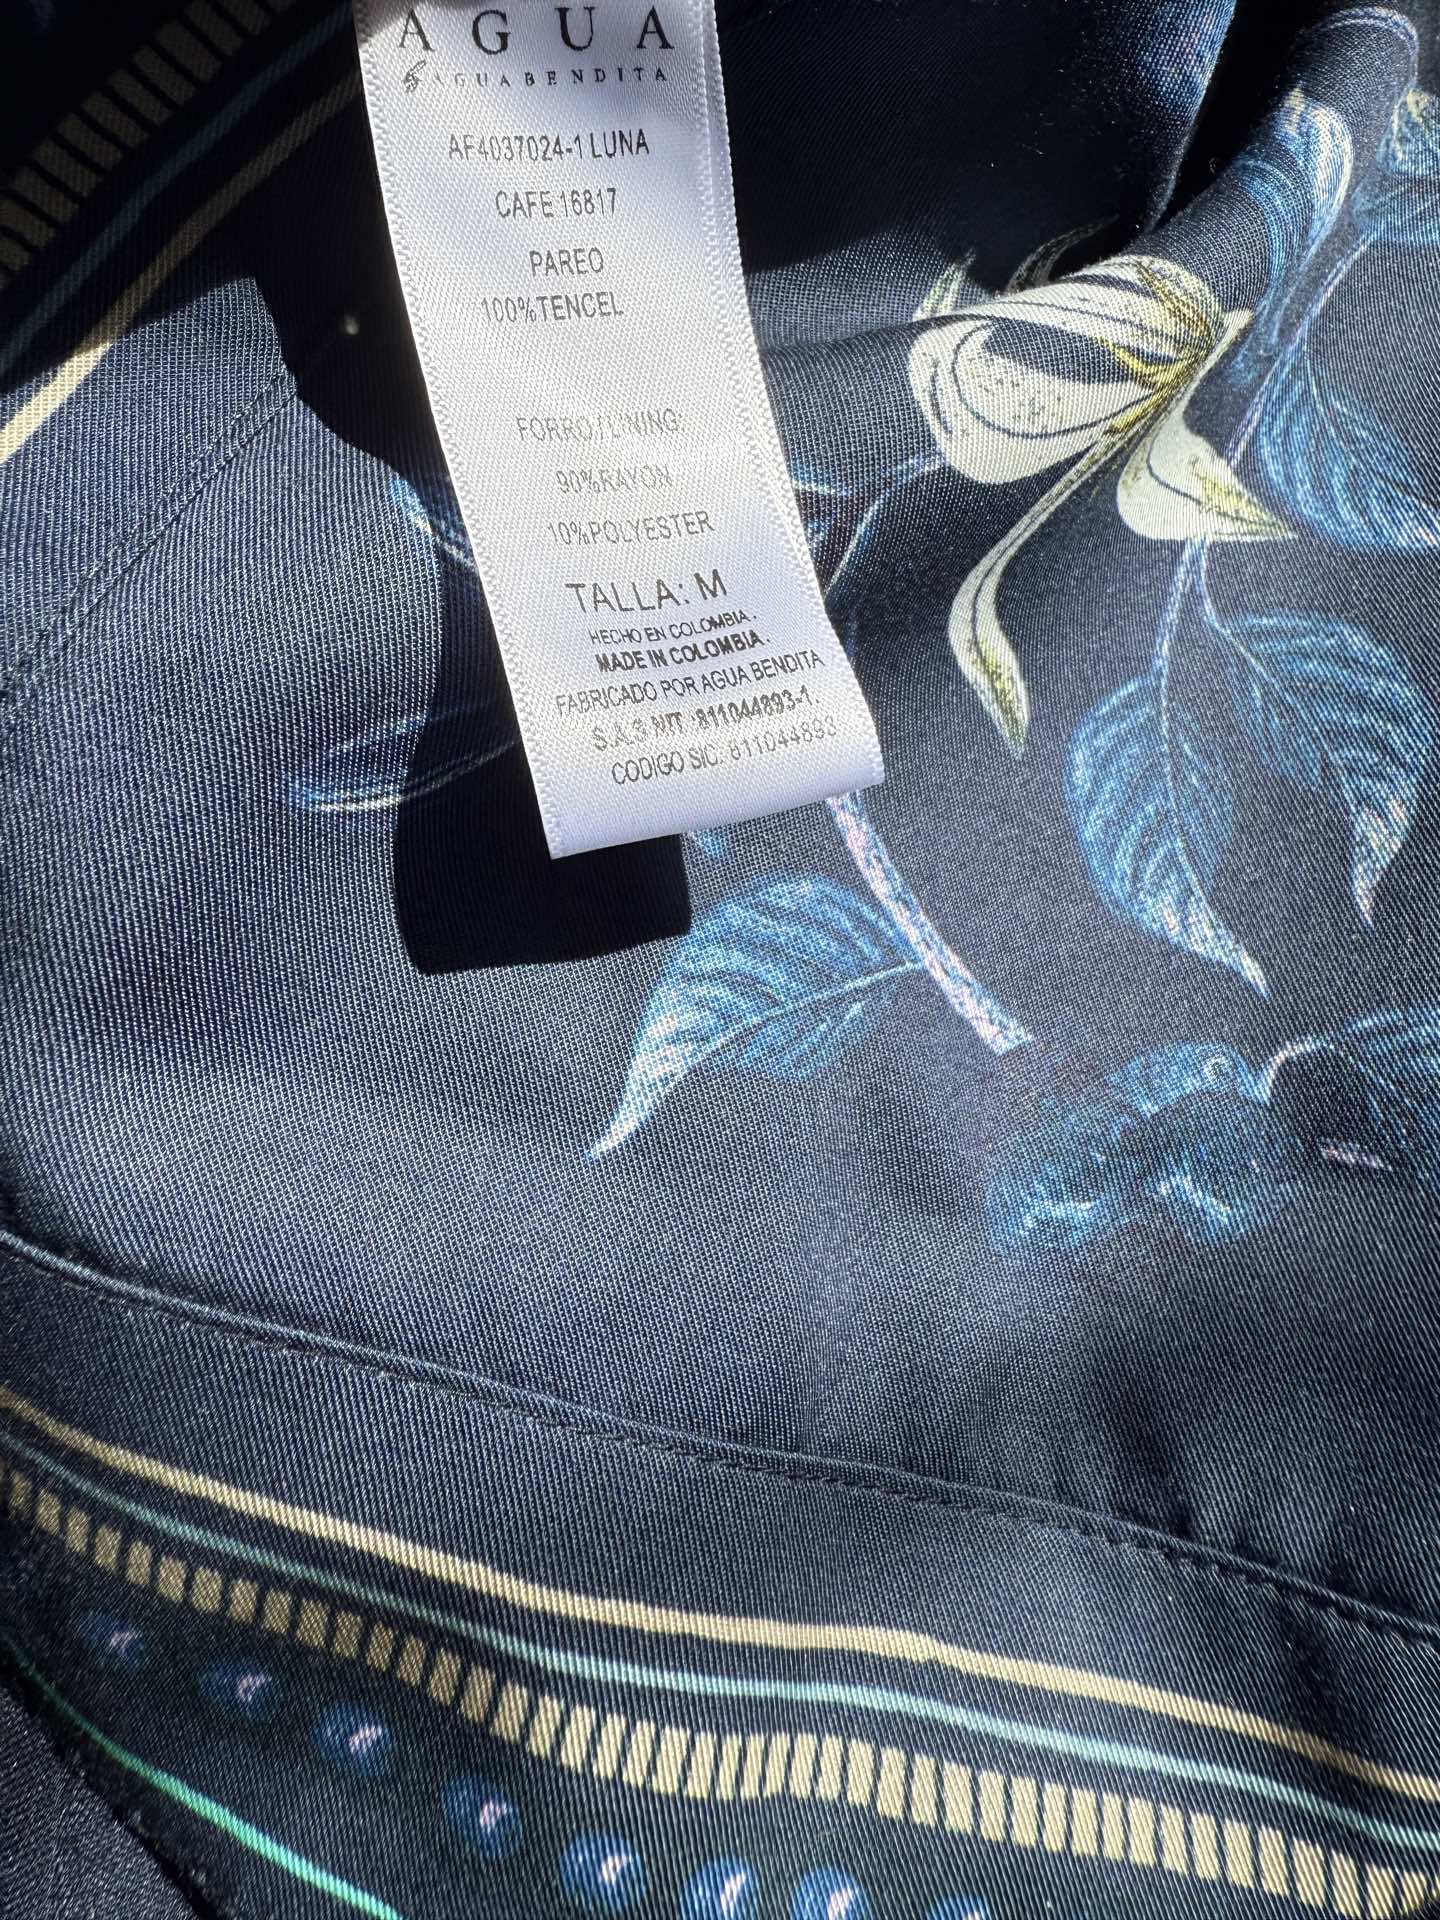 AGUA
BY AGUABENDITA
AF4037024-1 LUNA
CAFE 16817
PAREO
100%TENCEL
FORRO / LINING:
90%RAYON
10%POLYESTER
TALLA: M
HECHO EN COLOMBIA.
MADE IN COLOMBIA.
FABRICADO POR AGUA BENDITA
S.A.S NIT :811044893-1.
CODIGO SIC: 811044893